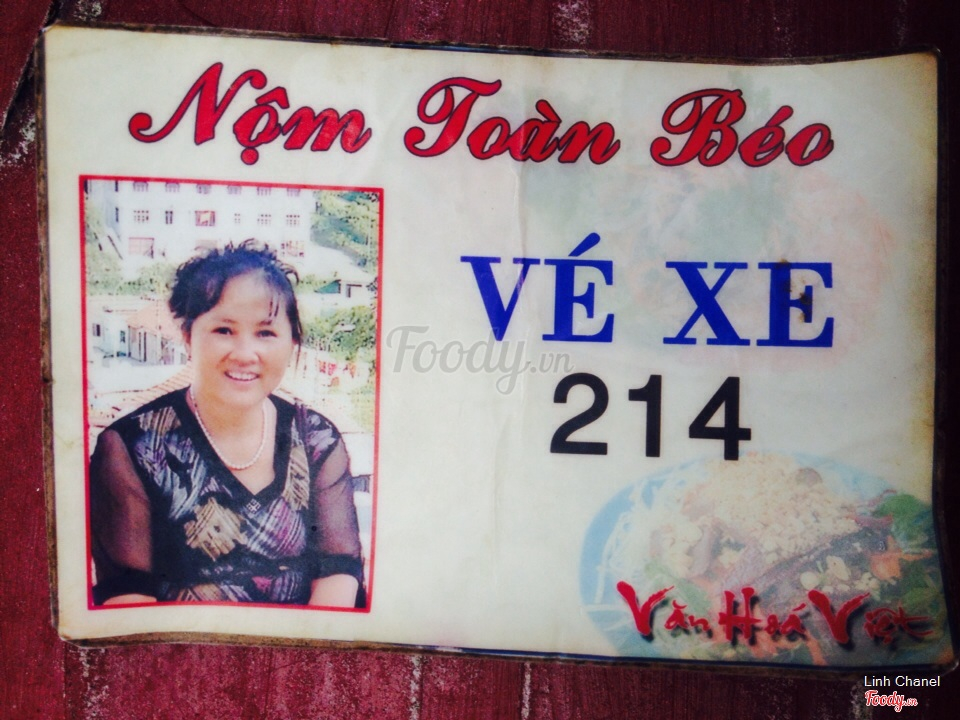 Nộm Toàn Béo
VÉ XE
Foody.vn
214
Văn Hoá Việt
Linh Chanel
Foody.vn